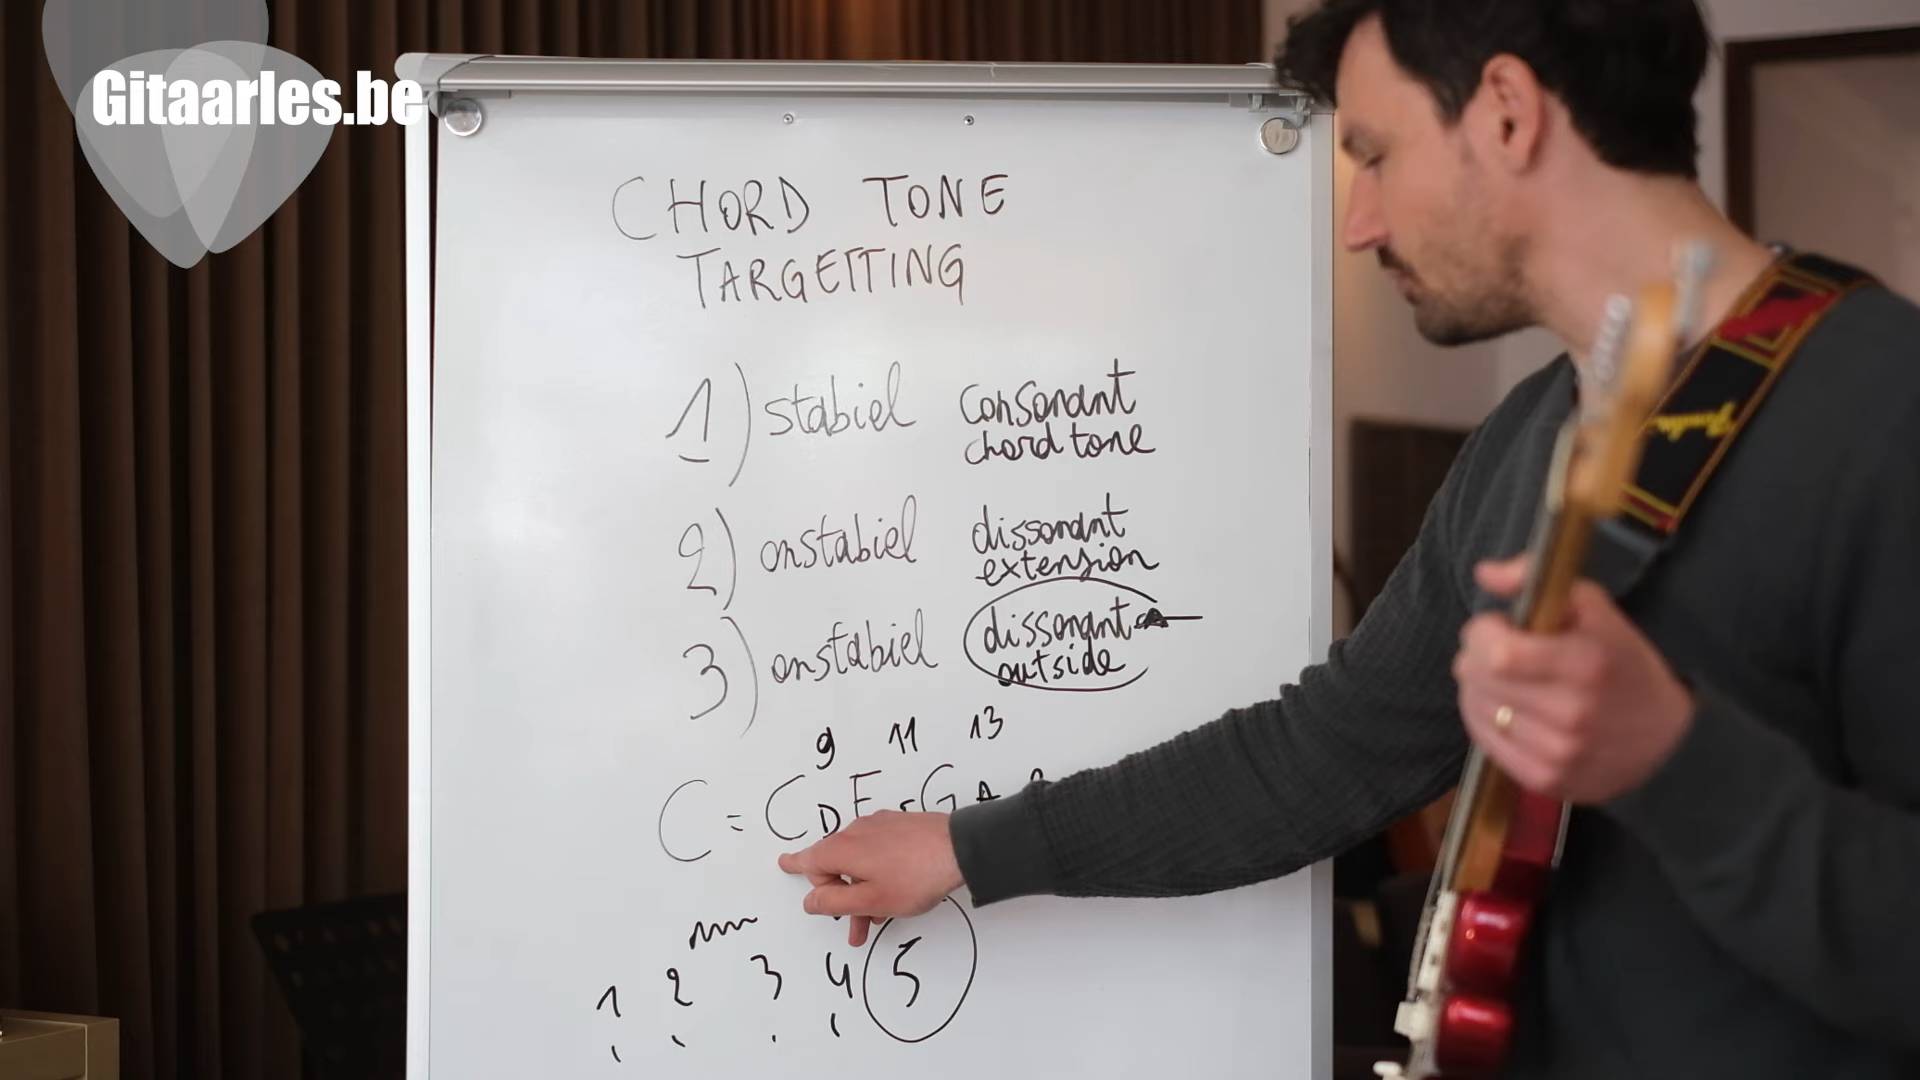 Gitaarles.be
CHORD TONE
TARGETTING
1) stabiel consonant
chord tone
2) onstabiel dissonant
extension
3) onstabiel dissonant
outside
9 11 13
C = C D E F G A
1 2 3 4 5
Fender